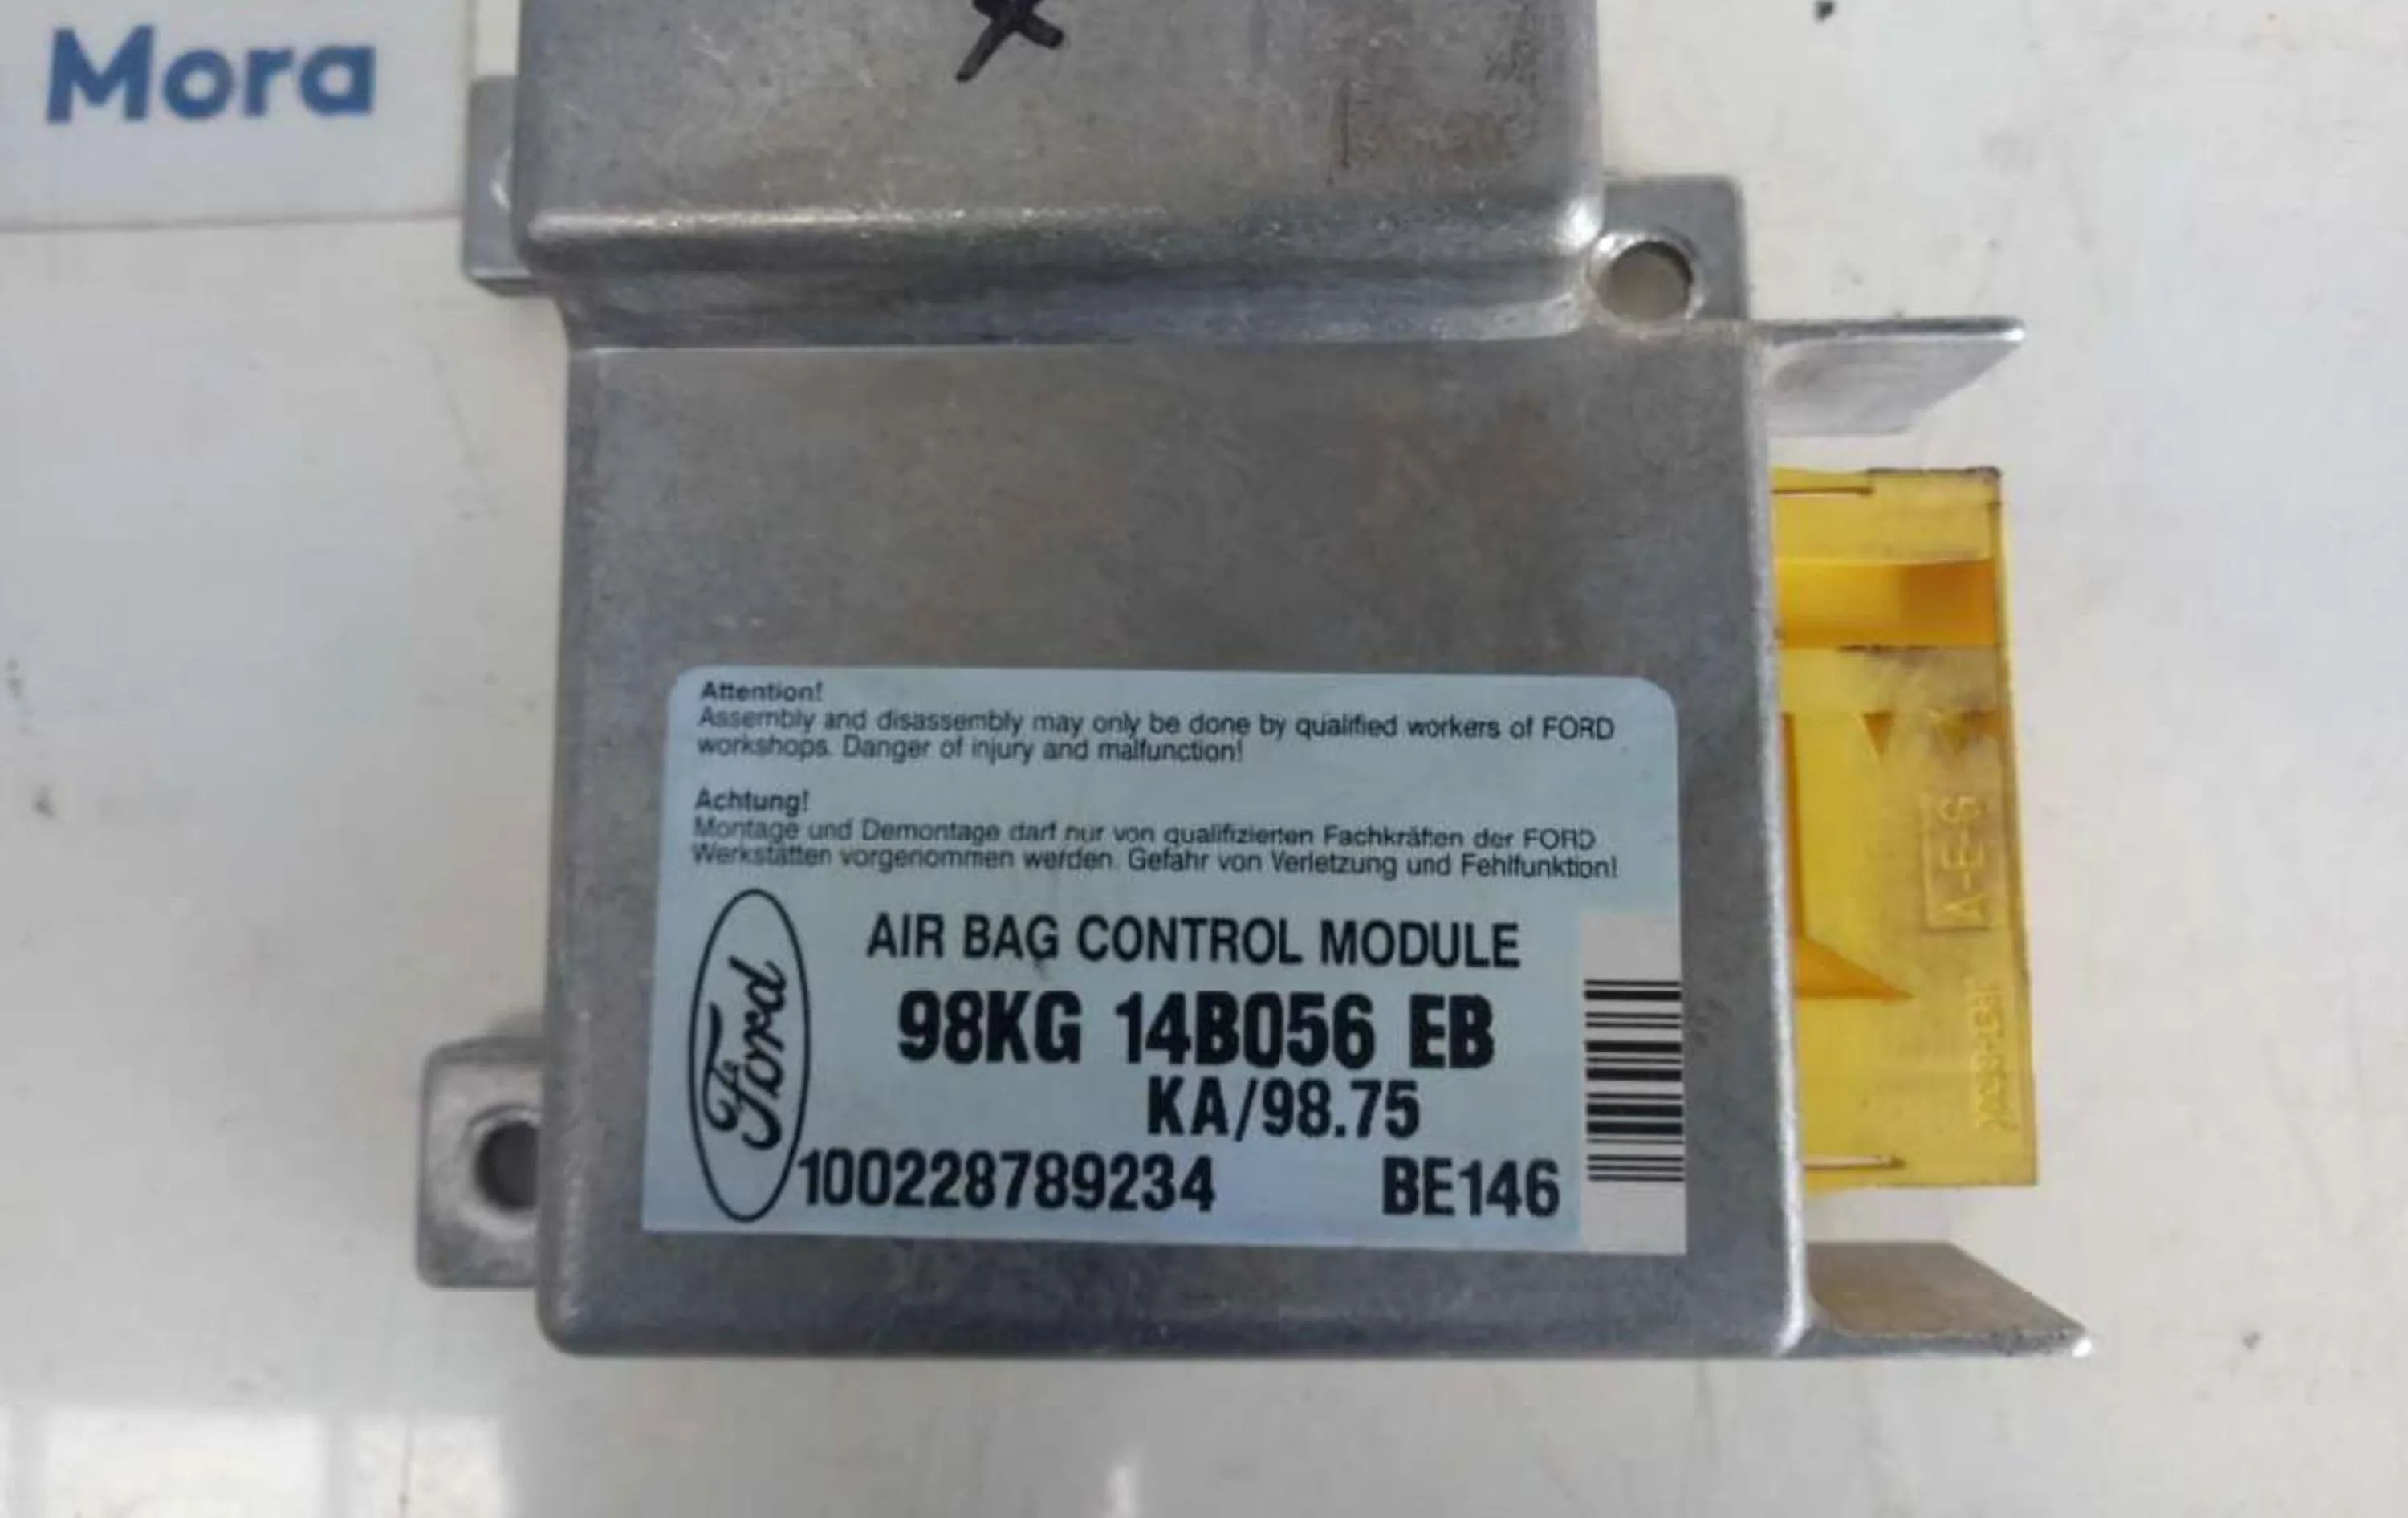 Mora
Attention!
Assembly and disassembly may only be done by qualified workers of FORD
workshops. Danger of injury and malfunction!
Achtung!
Montage und Demontage darf nur von qualifizierten Fachkräften der FORD
Werkstätten vorgenommen werden. Gefahr von Verletzung und Fehlfunktion!
Ford
AIR BAG CONTROL MODULE
98KG 14B056 EB
KA/98.75
100228789234 BE146
A-E-S